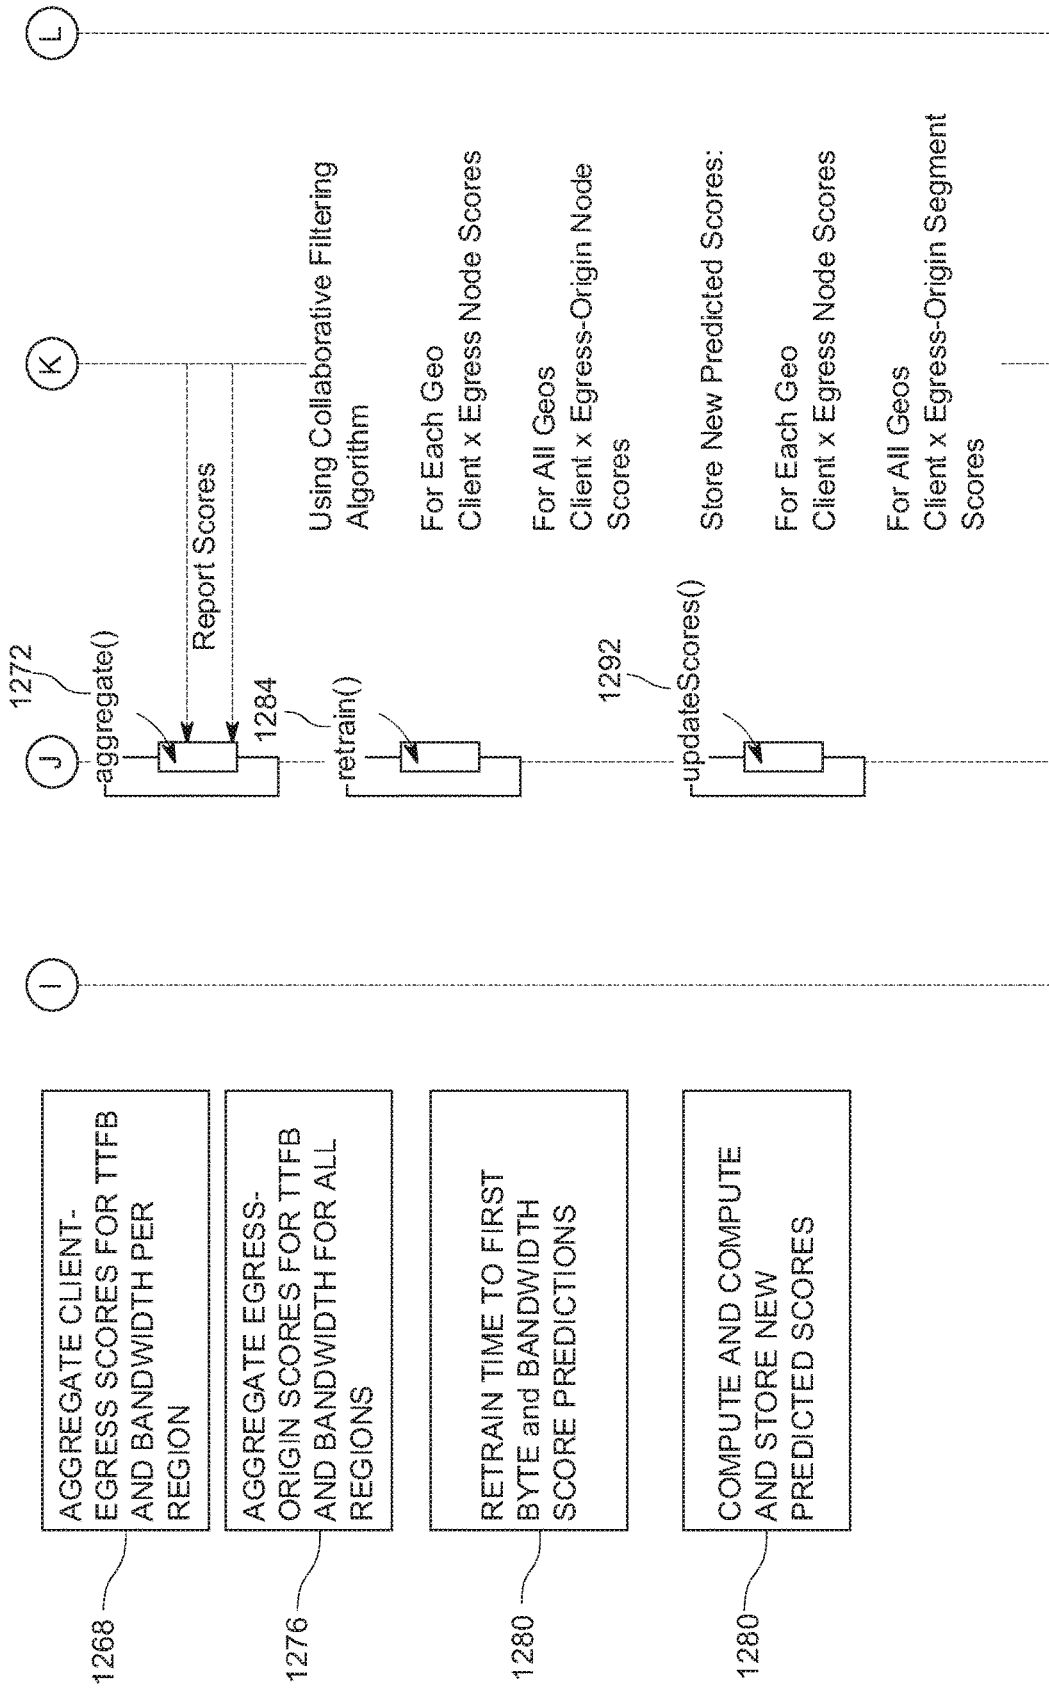 I
J
K
L
1268
AGGREGATE CLIENT-
EGRESS SCORES FOR TTFB
AND BANDWIDTH PER
REGION
1272
aggregate()
Report Scores
1276
AGGREGATE EGRESS-
ORIGIN SCORES FOR TTFB
AND BANDWIDTH FOR ALL
REGIONS
1280
RETRAIN TIME TO FIRST
BYTE and BANDWIDTH
SCORE PREDICTIONS
1284
retrain()
Using Collaborative Filtering
Algorithm
For Each Geo
Client x Egress Node Scores
For All Geos
Client x Egress-Origin Node
Scores
1280
COMPUTE AND COMPUTE
AND STORE NEW
PREDICTED SCORES
1292
updateScores()
Store New Predicted Scores:
For Each Geo
Client x Egress Node Scores
For All Geos
Client x Egress-Origin Segment
Scores